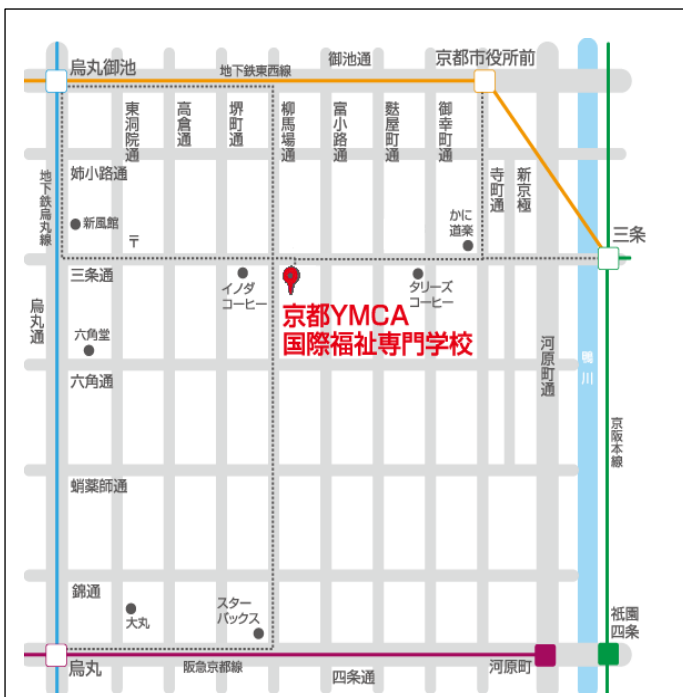 御池通
京都市役所前
烏丸御池
地下鉄東西線
東洞院通
高倉通
堺町通
柳馬場通
富小路通
麩屋町通
御幸町通
寺町通
新京極
姉小路通
地下鉄烏丸線
新風館
〒
かに
道楽
三条
三条通
イノダ
コーヒー
タリーズ
コーヒー
京都YMCA
国際福祉専門学校
烏丸通
六角堂
六角通
河原町通
鴨川
京阪本線
蛸薬師通
錦通
大丸
スター
バックス
祇園
四条
烏丸
阪急京都線
四条通
河原町